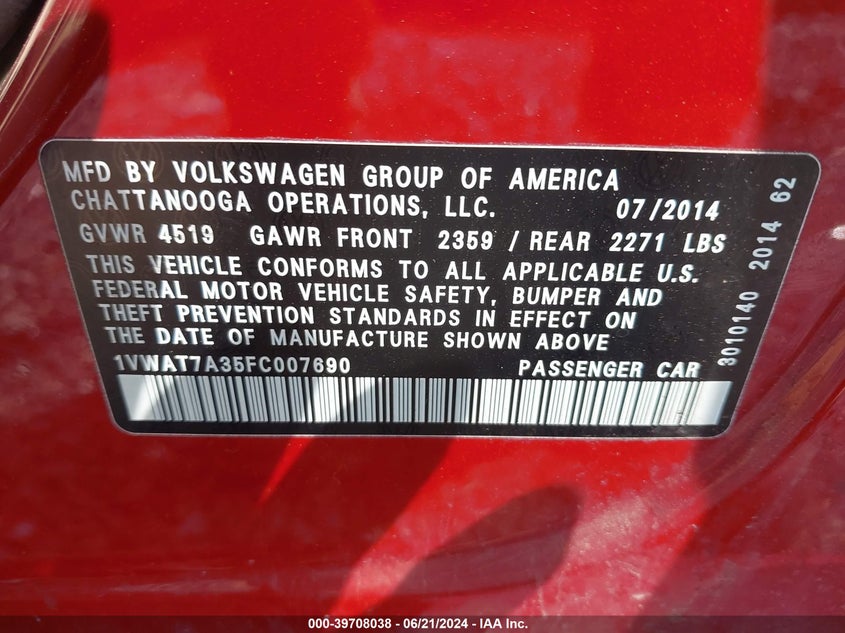 MFD BY VOLKSWAGEN GROUP OF AMERICA
CHATTANOOGA OPERATIONS, LLC. 07/2014
GVWR 4519 GAWR FRONT 2359 / REAR 2271 LBS
THIS VEHICLE CONFORMS TO ALL APPLICABLE U.S.
FEDERAL MOTOR VEHICLE SAFETY, BUMPER AND
THEFT PREVENTION STANDARDS IN EFFECT ON
THE DATE OF MANUFACTURE SHOWN ABOVE
1VWAT7A35FC007690 PASSENGER CAR
3010140 2014 62
000-39708038 - 06/21/2024 - IAA Inc.